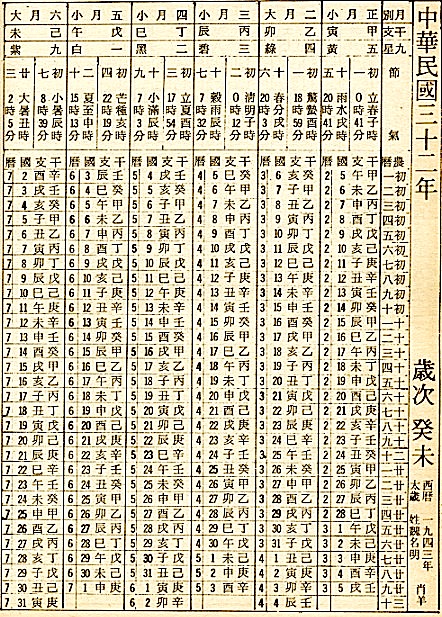 中華民國三十二年
歲次癸未
西曆 一九四三年
太歲 姓魏名明 肖羊
月別 正月小 二月大 三月小 四月大 五月小 六月大
干支 甲寅 乙卯 丙辰 丁巳 戊午 己未
九星 五黃 四綠 三碧 二黑 一白 九紫
節氣
初一 立春子時 0時41分
十五 雨水戌時 20時41分
初一 驚蟄酉時 18時59分
十六 春分戌時 20時3分
初 清明子時 0時12分
十七 穀雨辰時 7時32分
初 立夏酉時 17時54分
十 小滿辰時 7時3分
初 芒種亥時 22時19分
二十 夏至申時 15時13分
初七 小暑辰時 8時39分
廿三 大暑丑時 2時5分
農曆 干支 國曆 干支 國曆 干支 國曆 干支 國曆 干支 國曆 干支 國曆
初一 甲午 2 5 癸亥 3 6 癸巳 4 5 壬戌 5 4 壬辰 6 3 辛酉 7 2
初二 乙未 2 6 甲子 3 7 甲午 4 6 癸亥 5 5 癸巳 6 4 壬戌 7 3
初三 丙申 2 7 乙丑 3 8 乙未 4 7 甲子 5 6 甲午 6 5 癸亥 7 4
初四 丁酉 2 8 丙寅 3 9 丙申 4 8 乙丑 5 7 乙未 6 6 甲子 7 5
初五 戊戌 2 9 丁卯 3 10 丁酉 4 9 丙寅 5 8 丙申 6 7 乙丑 7 6
初六 己亥 2 10 戊辰 3 11 戊戌 4 10 丁卯 5 9 丁酉 6 8 丙寅 7 7
初七 庚子 2 11 己巳 3 12 己亥 4 11 戊辰 5 10 戊戌 6 9 丁卯 7 8
初八 辛丑 2 12 庚午 3 13 庚子 4 12 己巳 5 11 己亥 6 10 戊辰 7 9
初九 壬寅 2 13 辛未 3 14 辛丑 4 13 庚午 5 12 庚子 6 11 己巳 7 10
初十 癸卯 2 14 壬申 3 15 壬寅 4 14 辛未 5 13 辛丑 6 12 庚午 7 11
十一 甲辰 2 15 癸酉 3 16 癸卯 4 15 壬申 5 14 壬寅 6 13 辛未 7 12
十二 乙巳 2 16 甲戌 3 17 甲辰 4 16 癸酉 5 15 癸卯 6 14 壬申 7 13
十三 丙午 2 17 乙亥 3 18 乙巳 4 17 甲戌 5 16 甲辰 6 15 癸酉 7 14
十四 丁未 2 18 丙子 3 19 丙午 4 18 乙亥 5 17 乙巳 6 16 甲戌 7 15
十五 戊申 2 19 丁丑 3 20 丁未 4 19 丙子 5 18 丙午 6 17 乙亥 7 16
十六 己酉 2 20 戊寅 3 21 戊申 4 20 丁丑 5 19 丁未 6 18 丙子 7 17
十七 庚戌 2 21 己卯 3 22 己酉 4 21 戊寅 5 20 戊申 6 19 丁丑 7 18
十八 辛亥 2 22 庚辰 3 23 庚戌 4 22 己卯 5 21 己酉 6 20 戊寅 7 19
十九 壬子 2 23 辛巳 3 24 辛亥 4 23 庚辰 5 22 庚戌 6 21 己卯 7 20
二十 癸丑 2 24 壬午 3 25 壬子 4 24 辛巳 5 23 辛亥 6 22 庚辰 7 21
廿一 甲寅 2 25 癸未 3 26 癸丑 4 25 壬午 5 24 壬子 6 23 辛巳 7 22
廿二 乙卯 2 26 甲申 3 27 甲寅 4 26 癸未 5 25 癸丑 6 24 壬午 7 23
廿三 丙辰 2 27 乙酉 3 28 乙卯 4 27 甲申 5 26 甲寅 6 25 癸未 7 24
廿四 丁巳 2 28 丙戌 3 29 丙辰 4 28 乙酉 5 27 乙卯 6 26 甲申 7 25
廿五 戊午 3 1 丁亥 3 30 丁巳 4 29 丙戌 5 28 丙辰 6 27 乙酉 7 26
廿六 己未 3 2 戊子 3 31 戊午 4 30 丁亥 5 29 丁巳 6 28 丙戌 7 27
廿七 庚申 3 3 己丑 4 1 己未 5 1 戊子 5 30 戊午 6 29 丁亥 7 28
廿八 辛酉 3 4 庚寅 4 2 庚申 5 2 己丑 5 31 己未 6 30 戊子 7 29
廿九 壬戌 3 5 辛卯 4 3 辛酉 5 3 庚寅 6 1 庚申 7 1 己丑 7 30
三十 壬辰 4 4 辛卯 6 2 庚寅 7 31